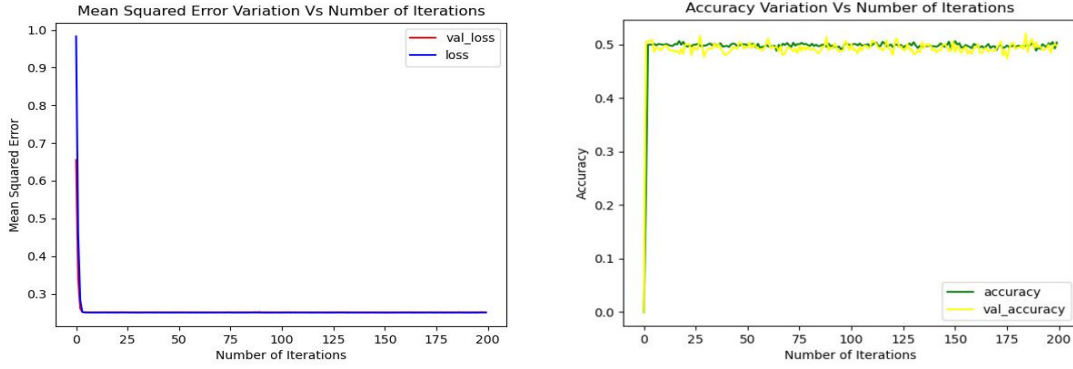 Mean Squared Error Variation Vs Number of Iterations
1.0
0.9
0.8
0.7
0.6
0.5
0.4
0.3
Mean Squared Error
val_loss
loss
0 25 50 75 100 125 150 175 200
Number of Iterations
Accuracy Variation Vs Number of Iterations
0.5
0.4
0.3
0.2
0.1
0.0
Accuracy
accuracy
val_accuracy
0 25 50 75 100 125 150 175 200
Number of Iterations